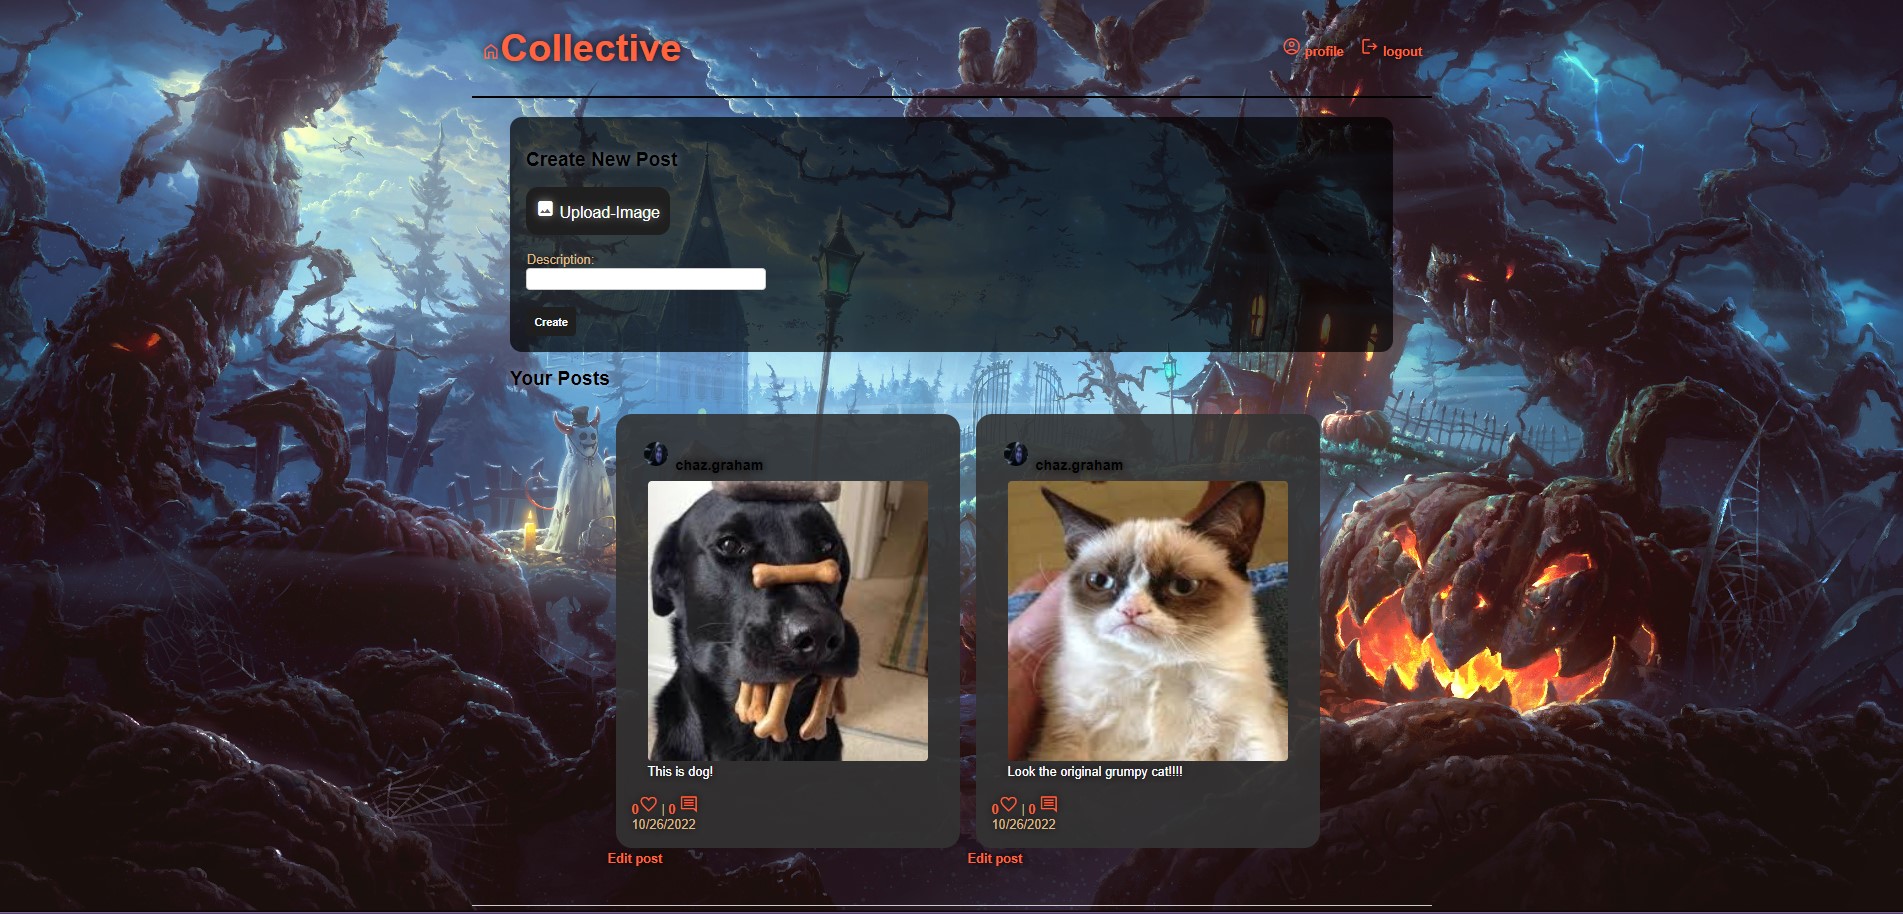 Collective
profile logout
Create New Post
Upload-Image
Description:
Create
Your Posts
chaz.graham
This is dog!
0 | 0
10/26/2022
Edit post
chaz.graham
Look the original grumpy cat!!!!
0 | 0
10/26/2022
Edit post